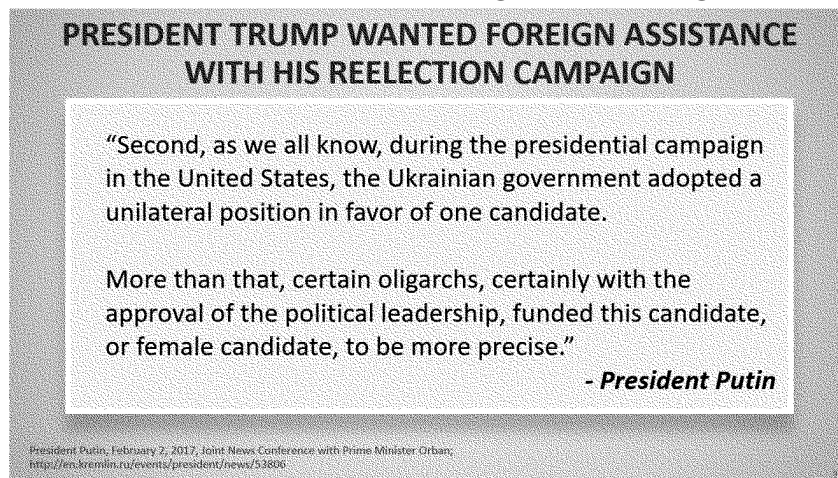 PRESIDENT TRUMP WANTED FOREIGN ASSISTANCE
WITH HIS REELECTION CAMPAIGN
“Second, as we all know, during the presidential campaign
in the United States, the Ukrainian government adopted a
unilateral position in favor of one candidate.
More than that, certain oligarchs, certainly with the
approval of the political leadership, funded this candidate,
or female candidate, to be more precise.”
- President Putin
President Putin, February 2, 2017, Joint News Conference with Prime Minister Orban;
http://en.kremlin.ru/events/president/news/53806